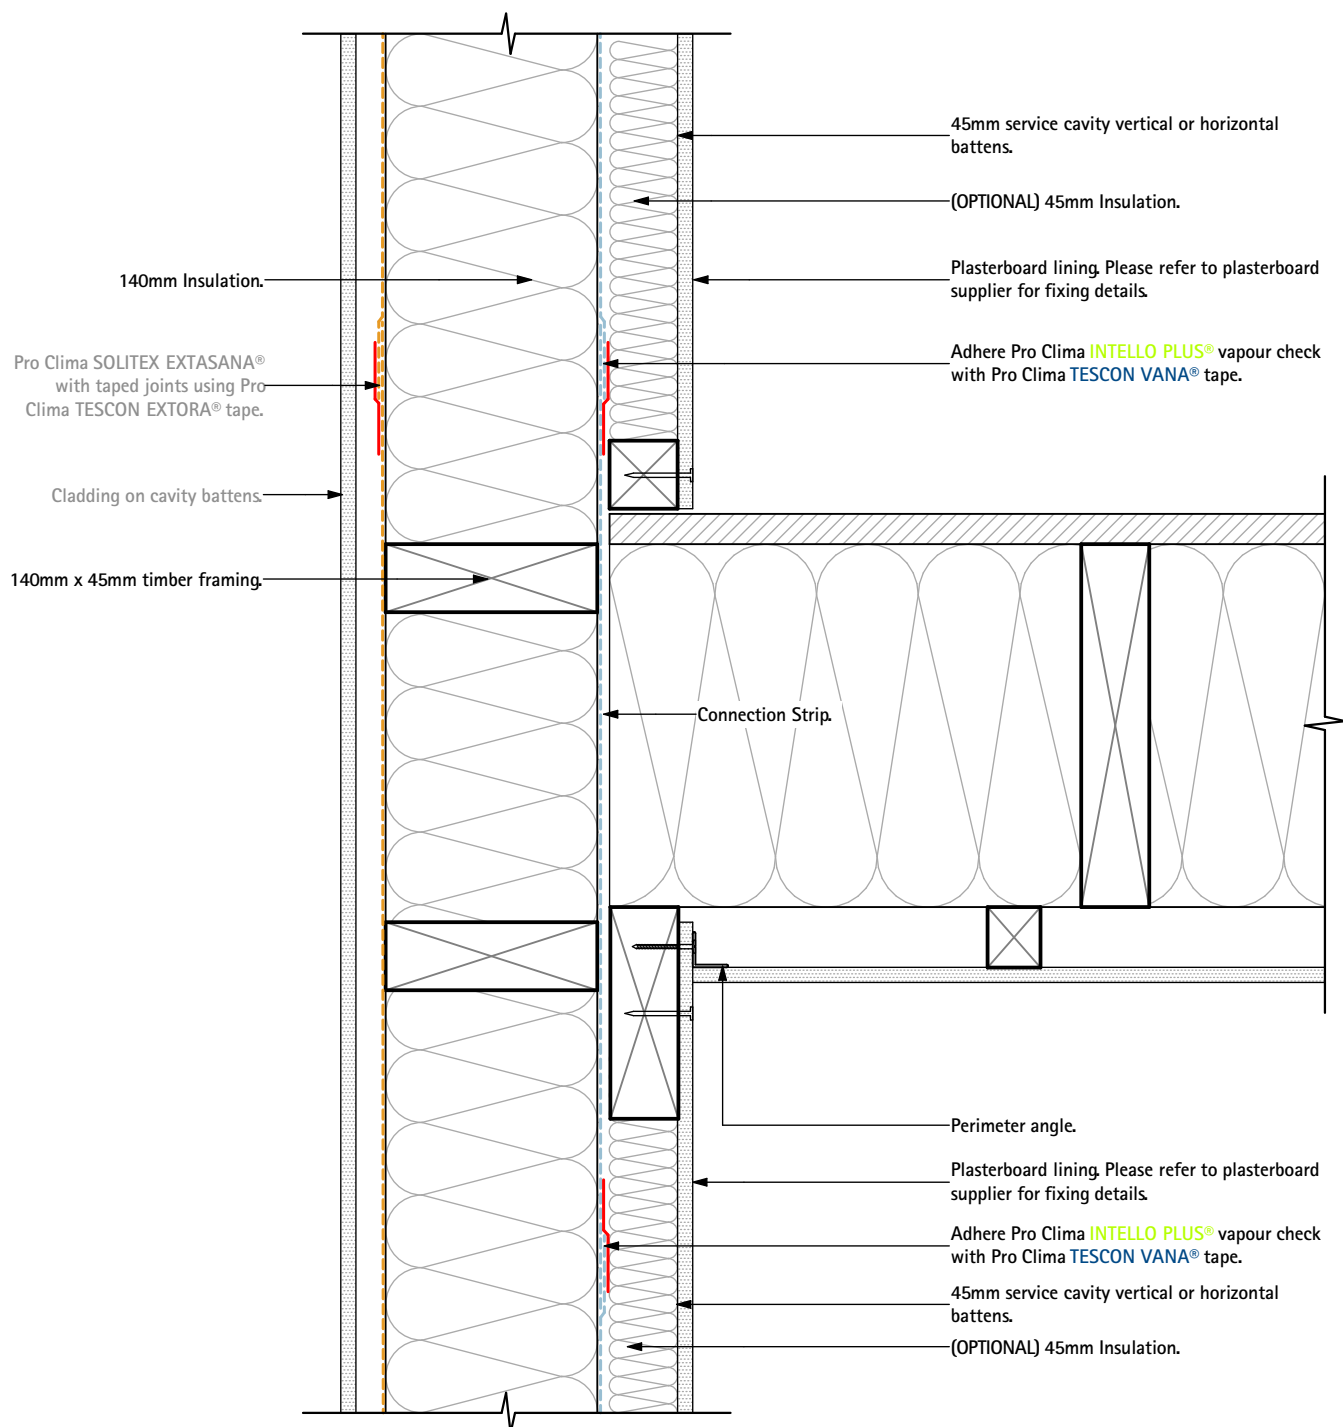 45mm service cavity vertical or horizontal
battens.
(OPTIONAL) 45mm Insulation.
140mm Insulation.
Plasterboard lining. Please refer to plasterboard
supplier for fixing details.
Pro Clima SOLITEX EXTASANA®
with taped joints using Pro
Clima TESCON EXTORA® tape.
Adhere Pro Clima INTELLO PLUS® vapour check
with Pro Clima TESCON VANA® tape.
Cladding on cavity battens.
140mm x 45mm timber framing.
Connection Strip.
Perimeter angle.
Plasterboard lining. Please refer to plasterboard
supplier for fixing details.
Adhere Pro Clima INTELLO PLUS® vapour check
with Pro Clima TESCON VANA® tape.
45mm service cavity vertical or horizontal
battens.
(OPTIONAL) 45mm Insulation.